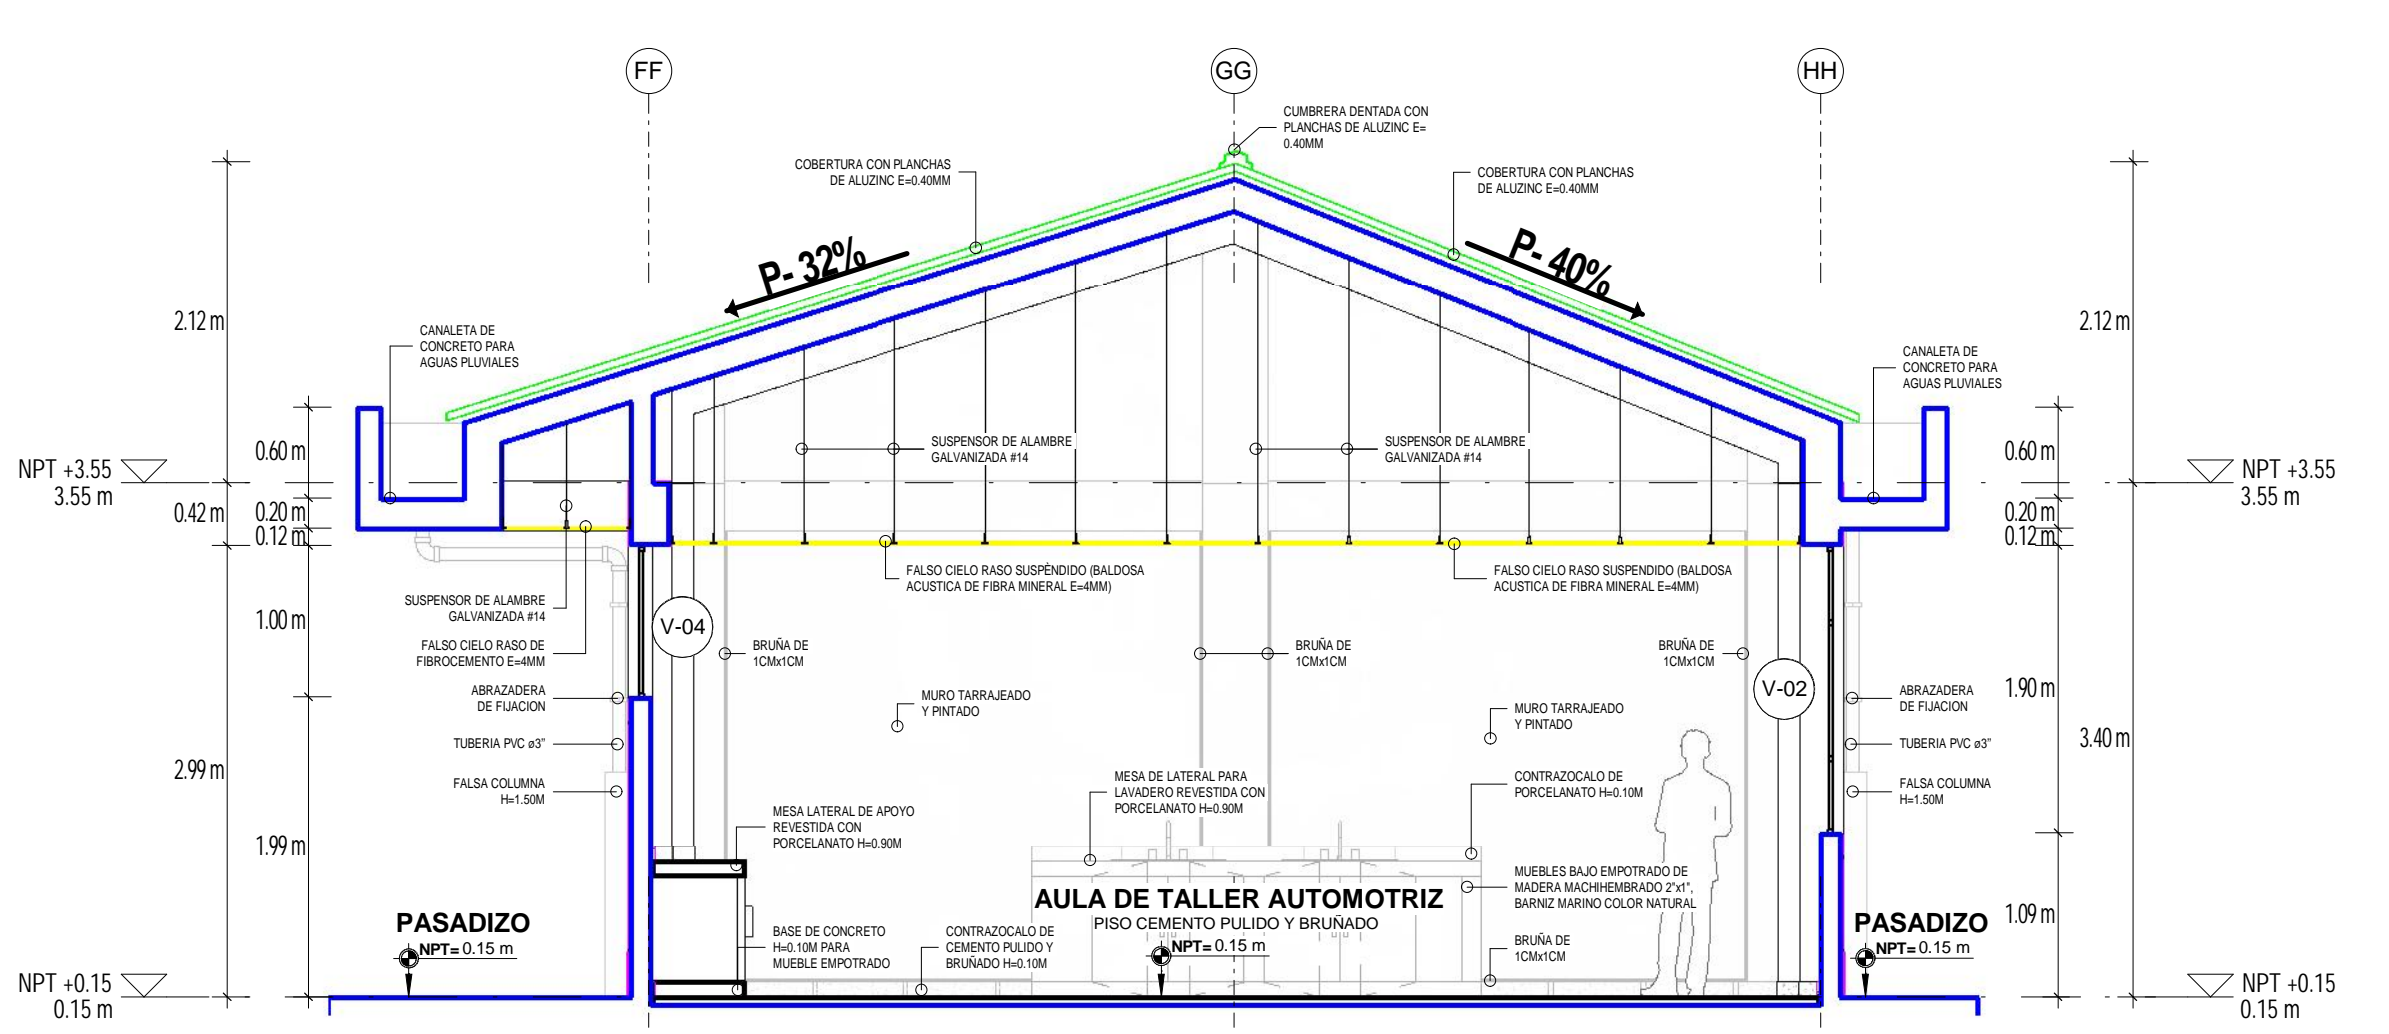 FF
GG
HH
CUMBRERA DENTADA CON
PLANCHAS DE ALUZINC E=
0.40MM
COBERTURA CON PLANCHAS
DE ALUZINC E=0.40MM
COBERTURA CON PLANCHAS
DE ALUZINC E=0.40MM
P- 32%
P- 40%
2.12 m
2.12 m
CANALETA DE
CONCRETO PARA
AGUAS PLUVIALES
CANALETA DE
CONCRETO PARA
AGUAS PLUVIALES
0.60 m
0.60 m
SUSPENSOR DE ALAMBRE
GALVANIZADA #14
SUSPENSOR DE ALAMBRE
GALVANIZADA #14
NPT +3.55
3.55 m
NPT +3.55
3.55 m
0.42 m
0.20 m
0.12 m
0.20 m
0.12 m
FALSO CIELO RASO SUSPÈNDIDO (BALDOSA
ACUSTICA DE FIBRA MINERAL E=4MM)
FALSO CIELO RASO SUSPENDIDO (BALDOSA
ACUSTICA DE FIBRA MINERAL E=4MM)
SUSPENSOR DE ALAMBRE
GALVANIZADA #14
1.00 m
V-04
FALSO CIELO RASO DE
FIBROCEMENTO E=4MM
BRUÑA DE
1CMx1CM
BRUÑA DE
1CMx1CM
BRUÑA DE
1CMx1CM
V-02
1.90 m
ABRAZADERA
DE FIJACION
MURO TARRAJEADO
Y PINTADO
MURO TARRAJEADO
Y PINTADO
ABRAZADERA
DE FIJACION
TUBERIA PVC ø3"
TUBERIA PVC ø3"
3.40 m
2.99 m
FALSA COLUMNA
H=1.50M
MESA DE LATERAL PARA
LAVADERO REVESTIDA CON
PORCELANATO H=0.90M
CONTRAZOCALO DE
PORCELANATO H=0.10M
FALSA COLUMNA
H=1.50M
MESA LATERAL DE APOYO
REVESTIDA CON
PORCELANATO H=0.90M
1.99 m
MUEBLES BAJO EMPOTRADO DE
MADERA MACHIHEMBRADO 2"x1",
BARNIZ MARINO COLOR NATURAL
1.09 m
AULA DE TALLER AUTOMOTRIZ
PISO CEMENTO PULIDO Y BRUÑADO
NPT= 0.15 m
PASADIZO
NPT= 0.15 m
PASADIZO
NPT= 0.15 m
BASE DE CONCRETO
H=0.10M PARA
MUEBLE EMPOTRADO
CONTRAZOCALO DE
CEMENTO PULIDO Y
BRUÑADO H=0.10M
BRUÑA DE
1CMx1CM
NPT +0.15
0.15 m
NPT +0.15
0.15 m